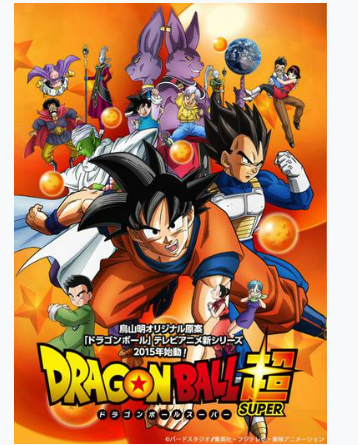 鳥山明オリジナル原案
「ドラゴンボール」テレビアニメ新シリーズ
2015年始動!
DRAGON BALL 超
SUPER
ドラゴンボールスーパー
©バードスタジオ/集英社・フジテレビ・東映アニメーション